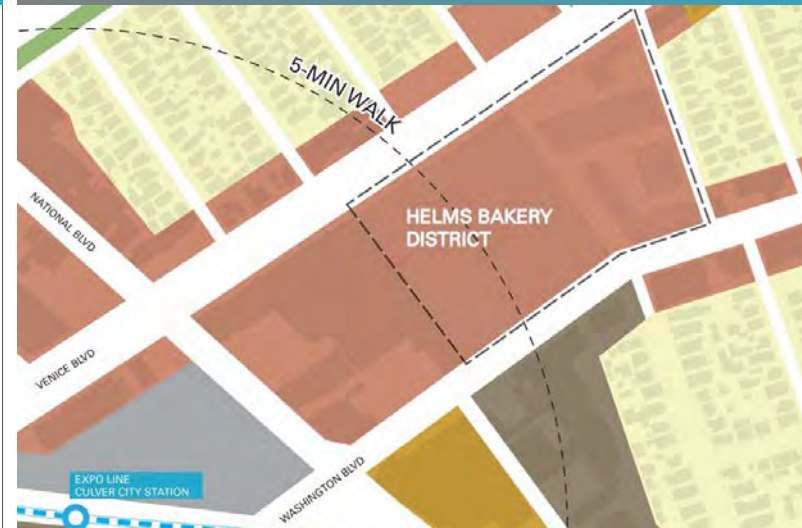 5-MIN WALK
NATIONAL BLVD
HELMS BAKERY
DISTRICT
VENICE BLVD
EXPO LINE
CULVER CITY STATION
WASHINGTON BLVD